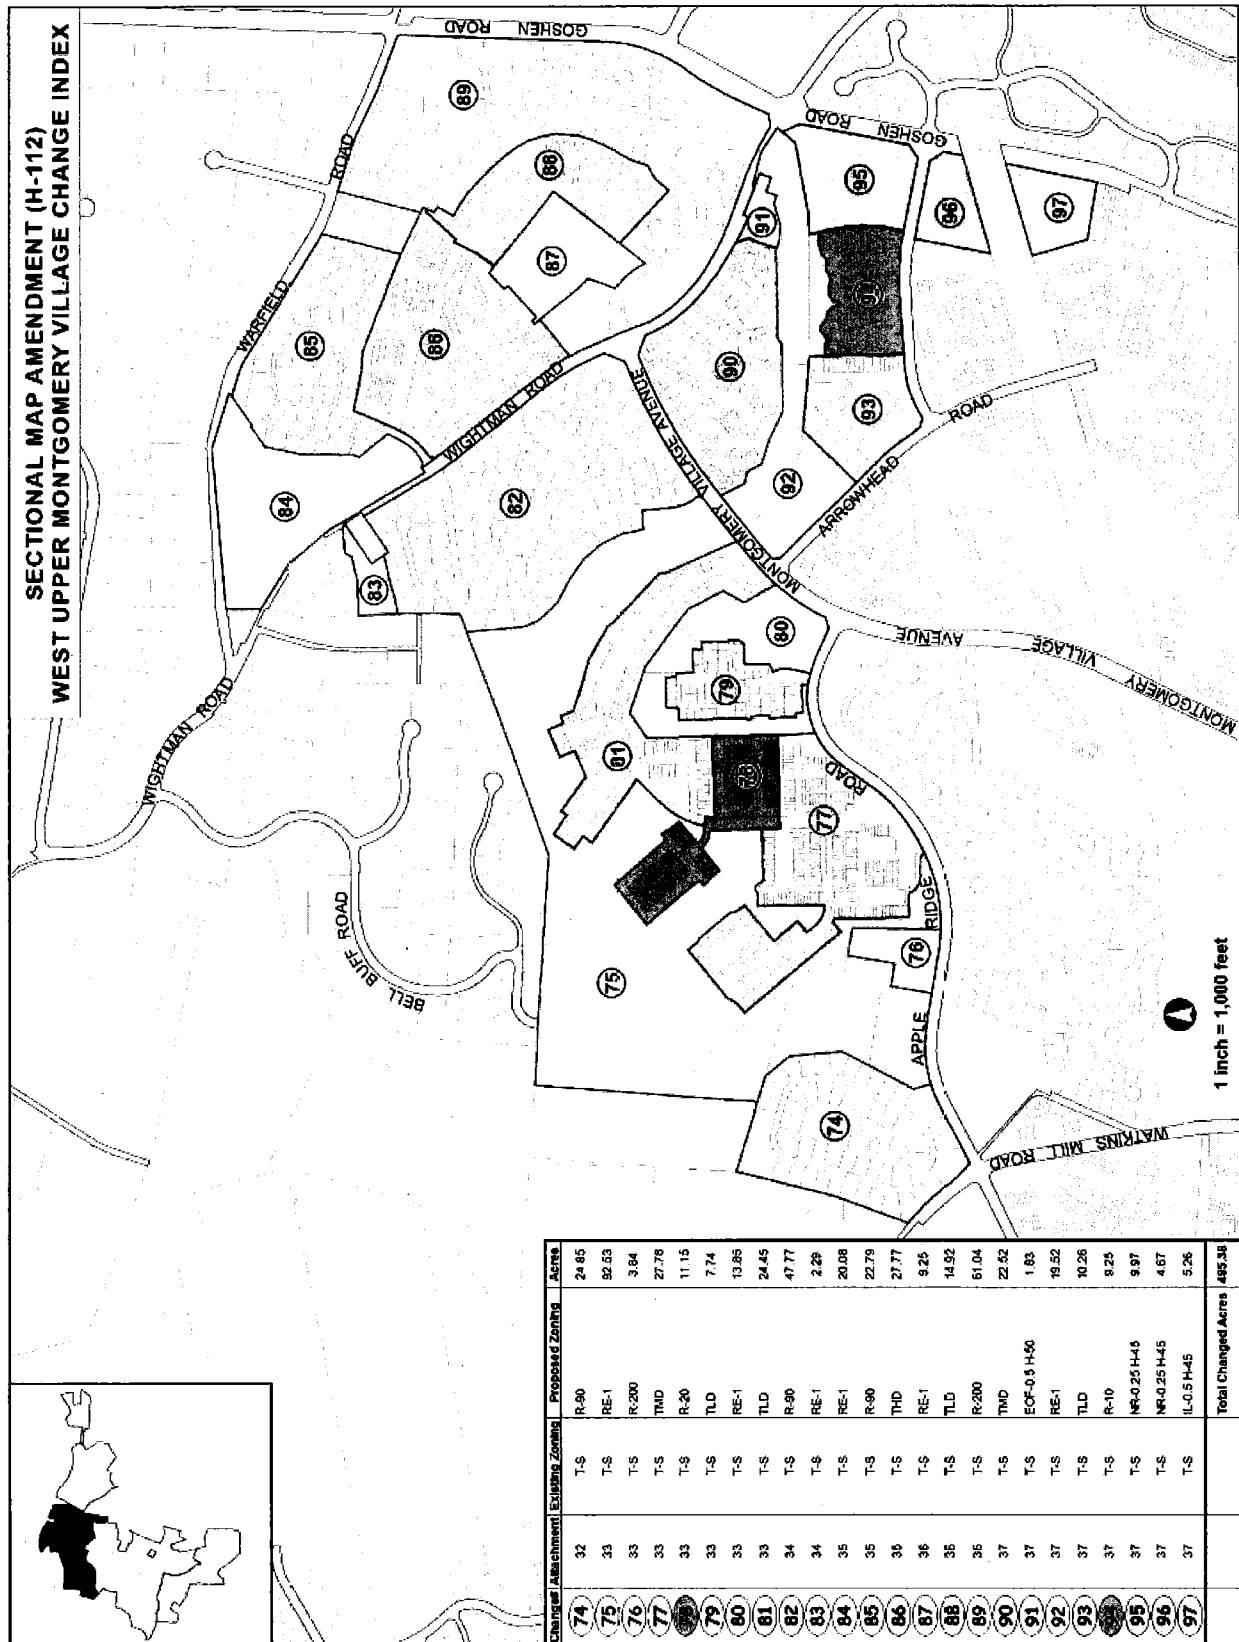 SECTIONAL MAP AMENDMENT (H-112)
WEST UPPER MONTGOMERY VILLAGE CHANGE INDEX
GOSHEN ROAD
WARFIELD ROAD
WIGHTMAN ROAD
WIGHTMAN ROAD
BELL BUFF ROAD
MONTGOMERY VILLAGE AVENUE
GOSHEN ROAD
ARROWHEAD ROAD
MONTGOMERY VILLAGE AVENUE
APPLE RIDGE ROAD
WATKINS MILL ROAD
74
75
76
77
78
79
80
81
82
83
84
85
86
87
88
89
90
91
92
93
94
95
96
97
1 inch = 1,000 feet
Change# Attachment Existing Zoning Proposed Zoning Acres
74 32 T-S R-90 24.85
75 33 T-S RE-1 92.53
76 33 T-S R-200 3.84
77 33 T-S TMD 27.78
78 33 T-S R-20 11.15
79 33 T-S TLD 7.74
80 33 T-S RE-1 13.85
81 33 T-S TLD 24.45
82 34 T-S R-90 47.77
83 34 T-S RE-1 2.29
84 35 T-S RE-1 20.08
85 35 T-S R-90 22.79
86 36 T-S THD 27.77
87 36 T-S RE-1 9.25
88 36 T-S TLD 14.92
89 36 T-S R-200 61.04
90 37 T-S TMD 22.52
91 37 T-S EOF-0.5 H-60 1.83
92 37 T-S RE-1 19.52
93 37 T-S TLD 10.26
94 37 T-S R-10 9.25
95 37 T-S NR-0.25 H-45 9.97
96 37 T-S NR-0.25 H-45 4.67
97 37 T-S IL-0.5 H-45 5.26
Total Changed Acres 495.38